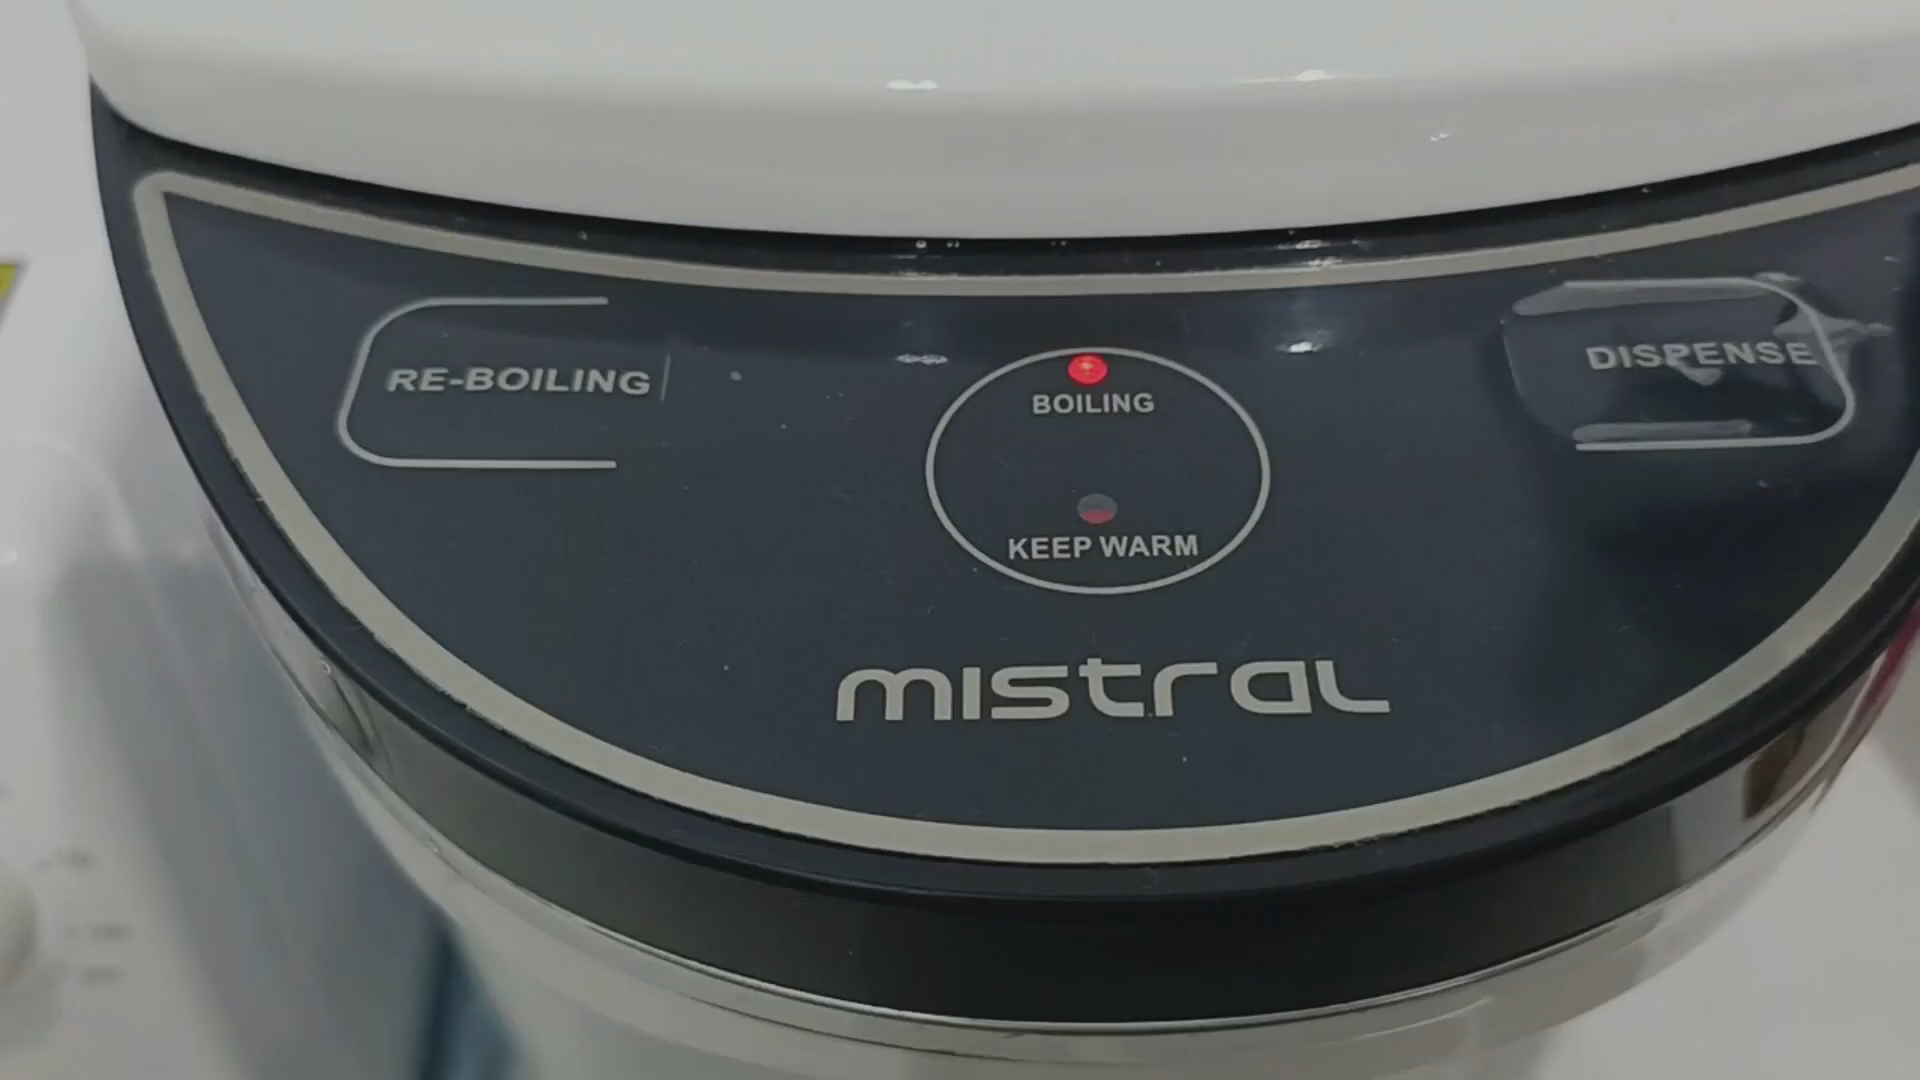 RE-BOILING
BOILING
DISPENSE
KEEP WARM
mistral